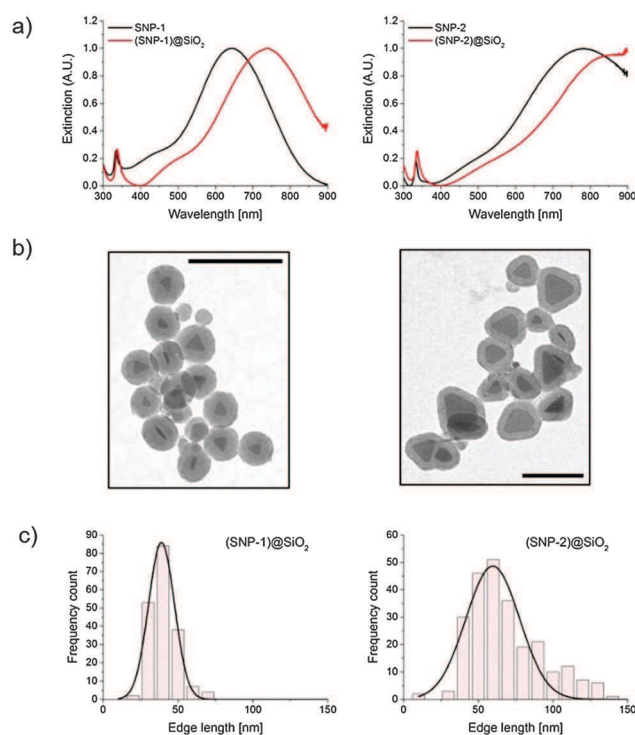 a)
SNP-1
(SNP-1)@SiO₂
Extinction (A.U.)
1.2
1.0
0.8
0.6
0.4
0.2
0.0
300 400 500 600 700 800 900
Wavelength [nm]
SNP-2
(SNP-2)@SiO₂
Extinction (A.U.)
1.2
1.0
0.8
0.6
0.4
0.2
0.0
300 400 500 600 700 800 900
Wavelength [nm]
b)
c)
(SNP-1)@SiO₂
Frequency count
90
80
70
60
50
40
30
20
10
0
0 50 100 150
Edge length [nm]
(SNP-2)@SiO₂
Frequency count
60
50
40
30
20
10
0
0 50 100 150
Edge length [nm]